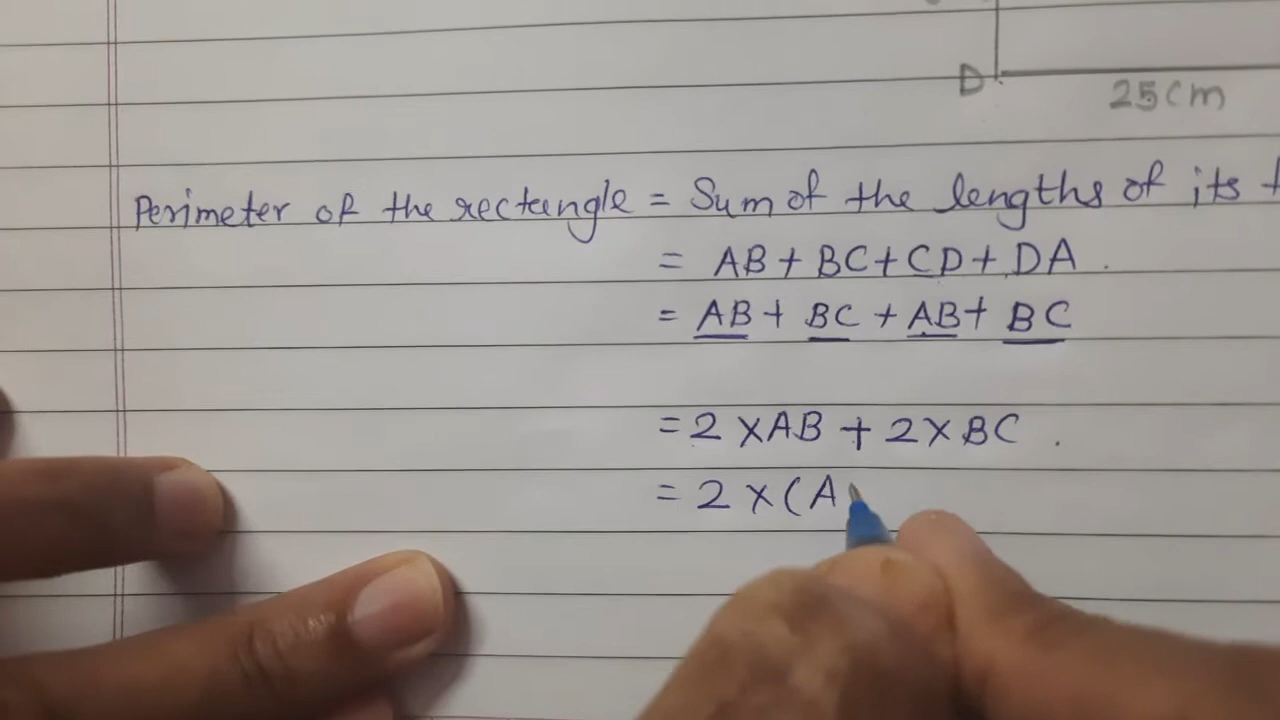 D
25cm
Perimeter of the rectangle = Sum of the lengths of its
= AB + BC + CD + DA .
= AB + BC + AB + BC
= 2 × AB + 2 × BC .
= 2 × (A